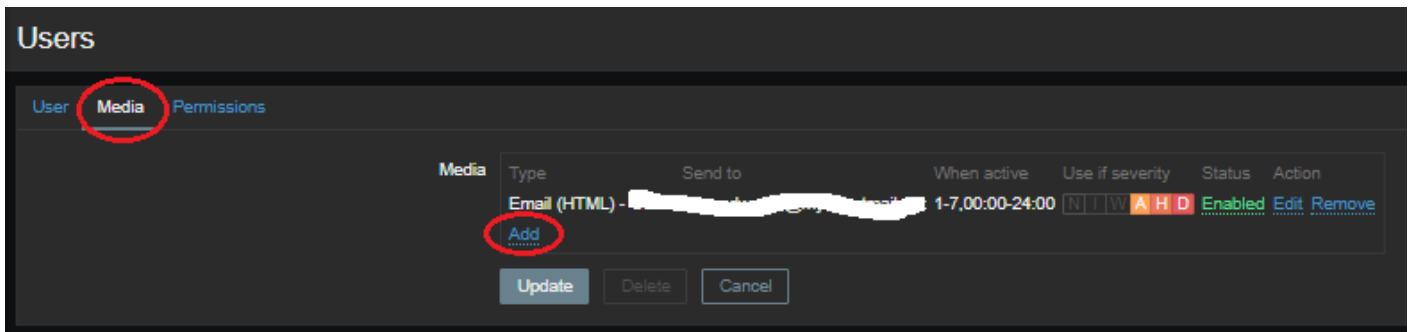 Users
User Media Permissions
Media Type Send to When active Use if severity Status Action
Email (HTML) - 1-7,00:00-24:00 N I W A H D Enabled Edit Remove
Add
Update Delete Cancel